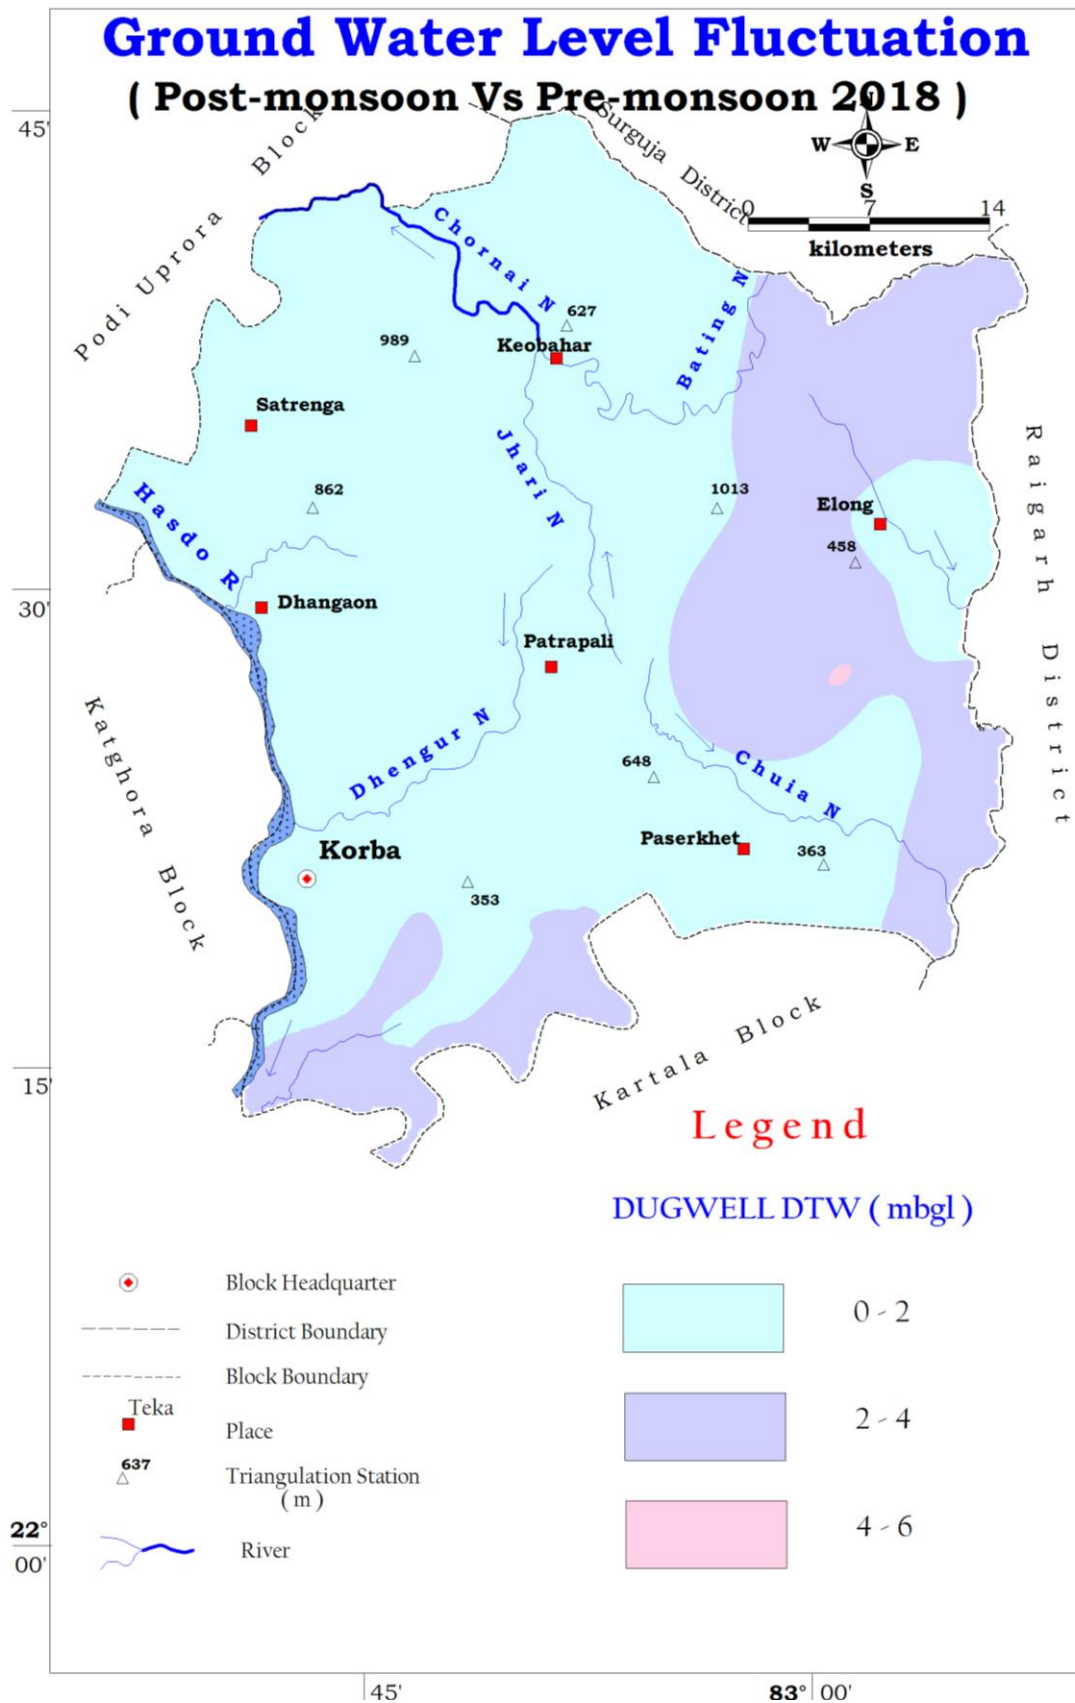 Ground Water Level Fluctuation
( Post-monsoon Vs Pre-monsoon 2018 )
N
W E
S
0 7 14
kilometers
45'
Podi Uprora Block
Surguja District
Chornai N
Bating N
627
989
Keobahar
Satrenga
Jhari N
862
1013
Elong
458
Hasdo R
Raigarh District
30'
Dhangaon
Patrapali
Katghora Block
Dhengur N
648
Chuia N
Korba
Paserkhet
363
353
Kartala Block
15'
Legend
DUGWELL DTW ( mbgl )
Block Headquarter
0 - 2
District Boundary
Block Boundary
Teka
Place
2 - 4
637
Triangulation Station
( m )
4 - 6
River
22°
00'
45'
83° 00'